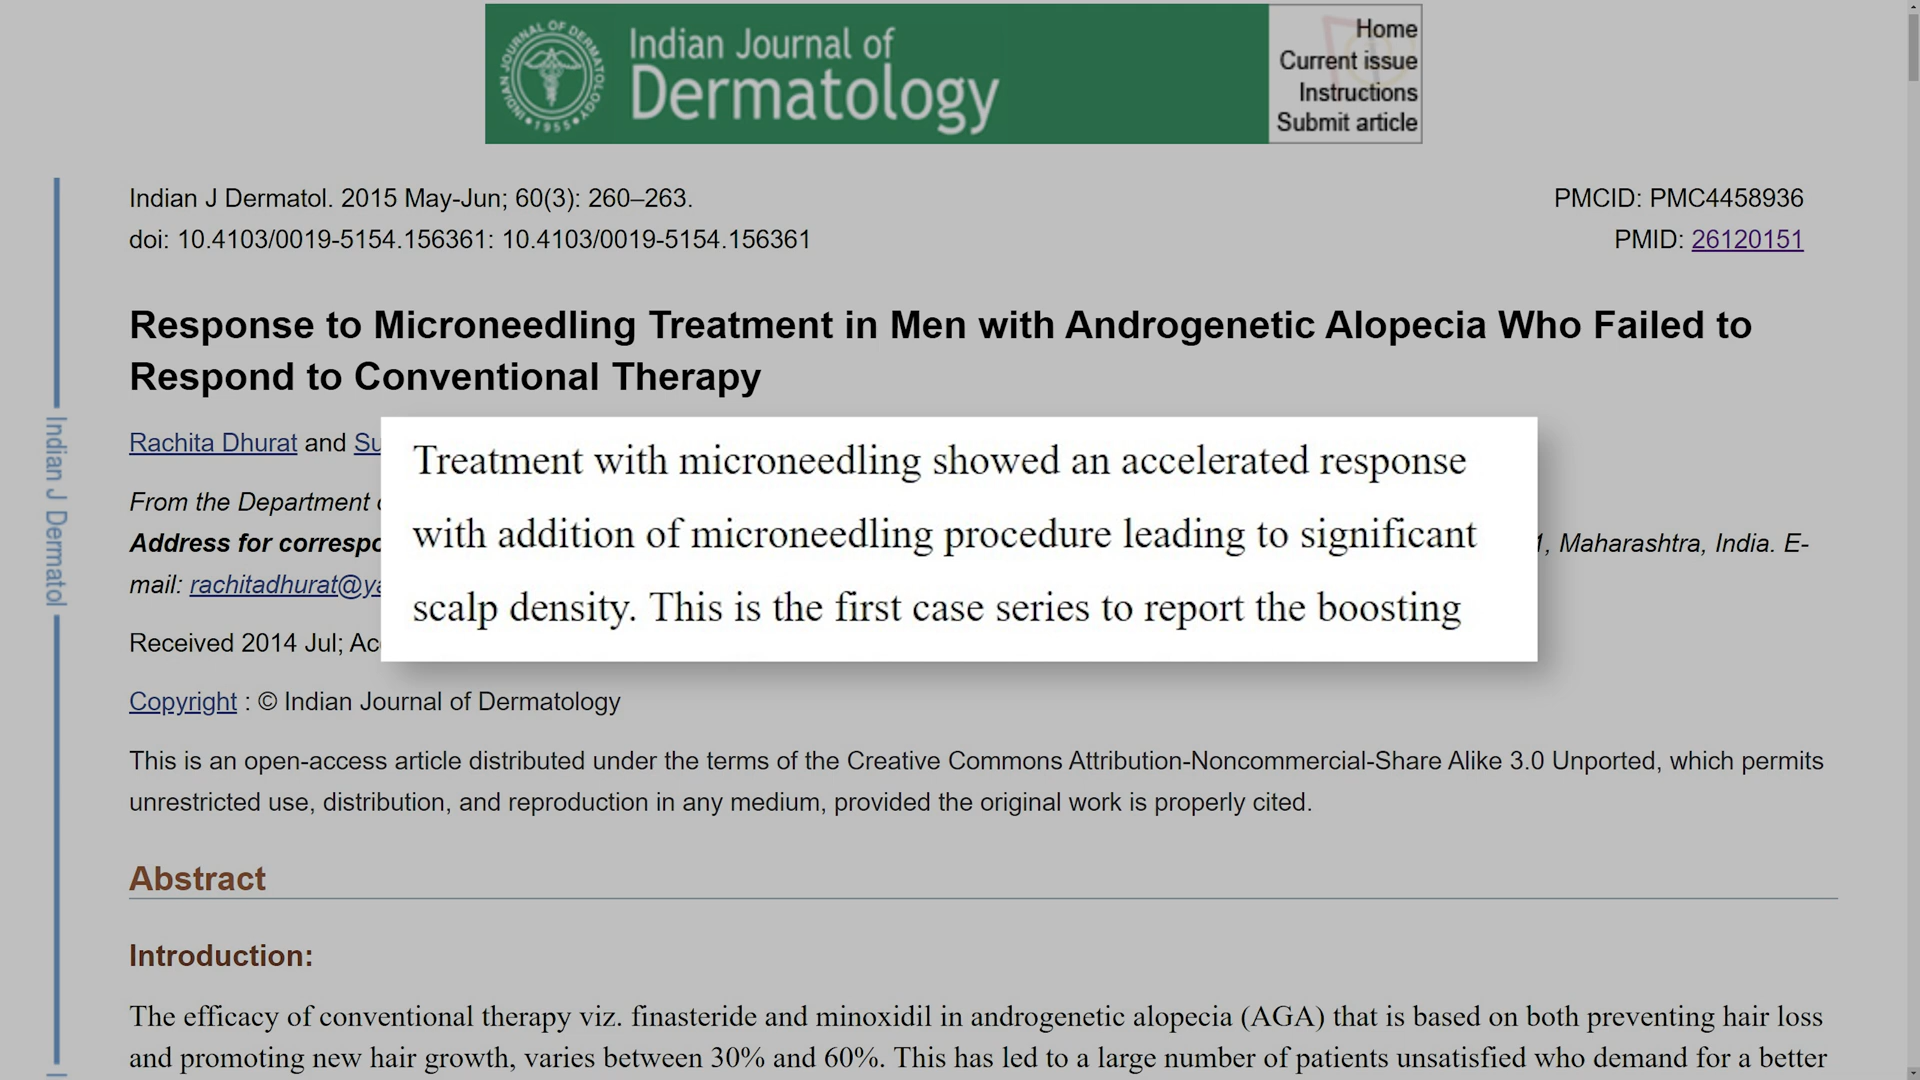 INDIAN JOURNAL OF DERMATOLOGY
• 1955 •
Indian Journal of
Dermatology
Home
Current issue
Instructions
Submit article
Indian J Dermatol
Indian J Dermatol. 2015 May-Jun; 60(3): 260–263.
PMCID: PMC4458936
doi: 10.4103/0019-5154.156361: 10.4103/0019-5154.156361
PMID: 26120151
Response to Microneedling Treatment in Men with Androgenetic Alopecia Who Failed to
Respond to Conventional Therapy
Rachita Dhurat and Su
From the Department
Address for correspo
, Maharashtra, India. E-
mail: rachitadhurat@ya
Received 2014 Jul; Ac
Treatment with microneedling showed an accelerated response
with addition of microneedling procedure leading to significant
scalp density. This is the first case series to report the boosting
Copyright : © Indian Journal of Dermatology
This is an open-access article distributed under the terms of the Creative Commons Attribution-Noncommercial-Share Alike 3.0 Unported, which permits
unrestricted use, distribution, and reproduction in any medium, provided the original work is properly cited.
Abstract
Introduction:
The efficacy of conventional therapy viz. finasteride and minoxidil in androgenetic alopecia (AGA) that is based on both preventing hair loss
and promoting new hair growth, varies between 30% and 60%. This has led to a large number of patients unsatisfied who demand for a better